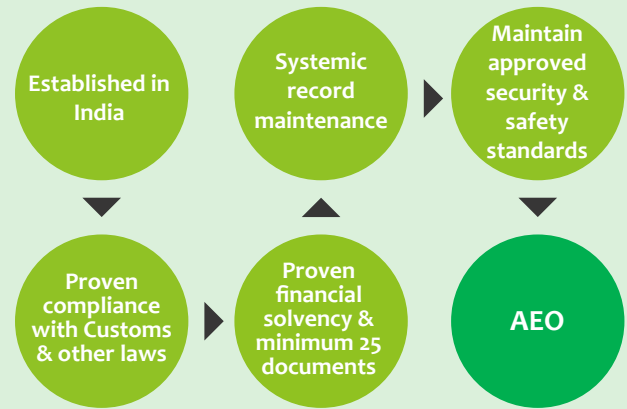 Established in
India
Proven
compliance
with Customs
& other laws
Proven
financial
solvency &
minimum 25
documents
Systemic
record
maintenance
Maintain
approved
security &
safety
standards
AEO